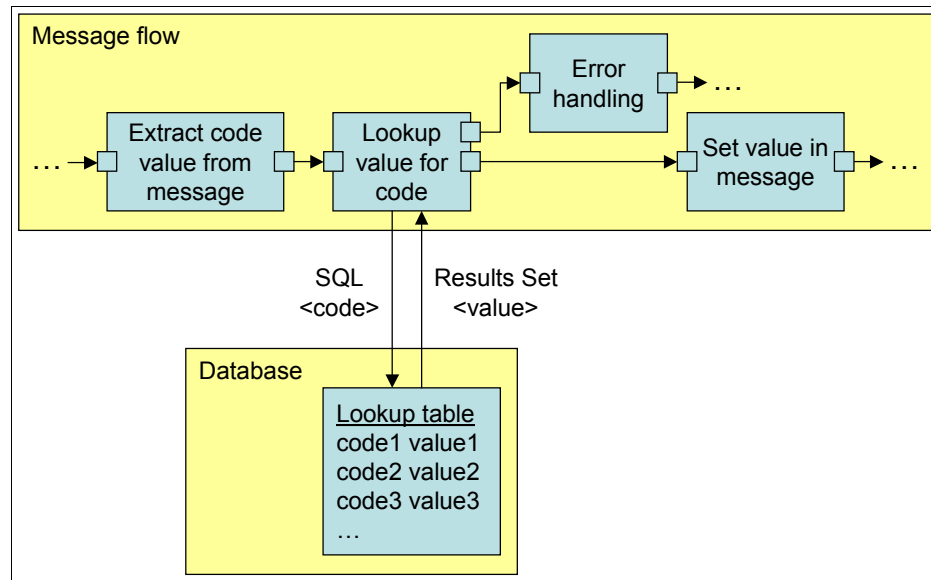 Message flow
Error
handling
…
…
Extract code
value from
message
Lookup
value for
code
Set value in
message
…
SQL
<code>
Results Set
<value>
Database
Lookup table
code1 value1
code2 value2
code3 value3
…